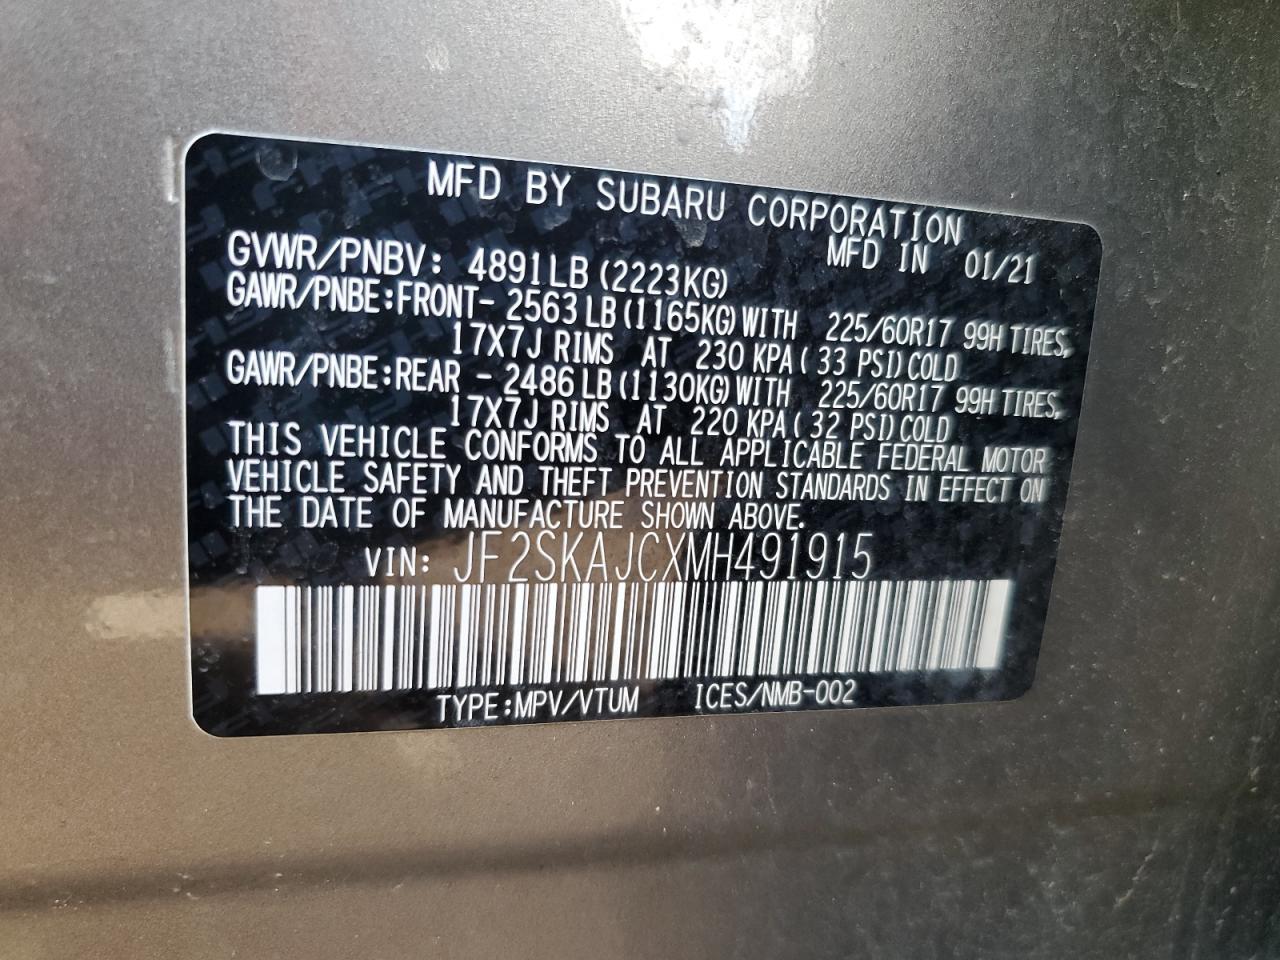 MFD BY SUBARU CORPORATION
MFD IN 01/21
GVWR/PNBV: 4891LB (2223KG)
GAWR/PNBE:FRONT- 2563 LB (1165KG) WITH 225/60R17 99H TIRES,
17X7J RIMS AT 230 KPA ( 33 PSI) COLD
GAWR/PNBE:REAR - 2486 LB (1130KG) WITH 225/60R17 99H TIRES,
17X7J RIMS AT 220 KPA ( 32 PSI) COLD
THIS VEHICLE CONFORMS TO ALL APPLICABLE FEDERAL MOTOR
VEHICLE SAFETY AND THEFT PREVENTION STANDARDS IN EFFECT ON
THE DATE OF MANUFACTURE SHOWN ABOVE.
VIN: JF2SKAJCXMH491915
TYPE:MPV/VTUM ICES/NMB-002